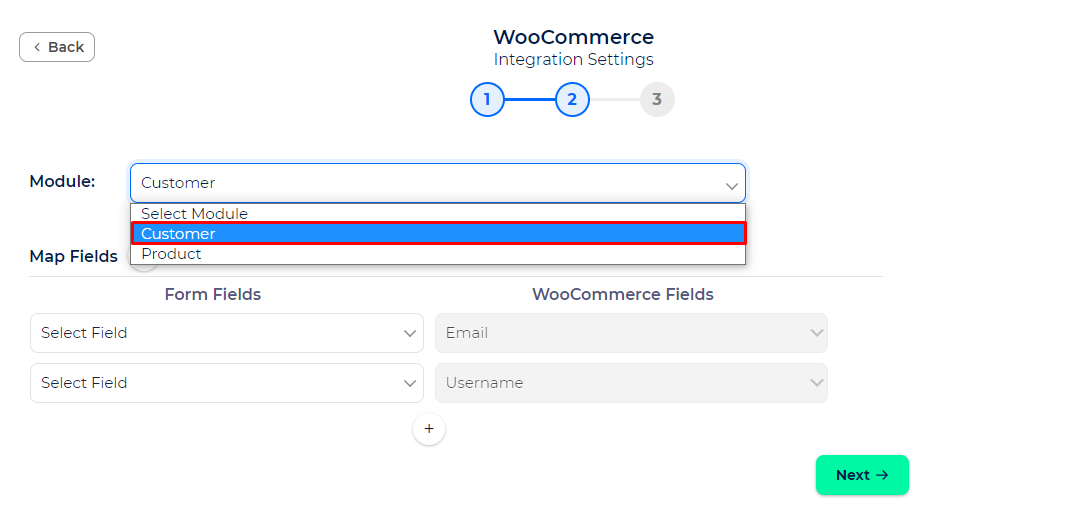 Back
WooCommerce
Integration Settings
1 2 3
Module:
Customer
Select Module
Customer
Product
Map Fields
Form Fields WooCommerce Fields
Select Field Email
Select Field Username
+
Next →